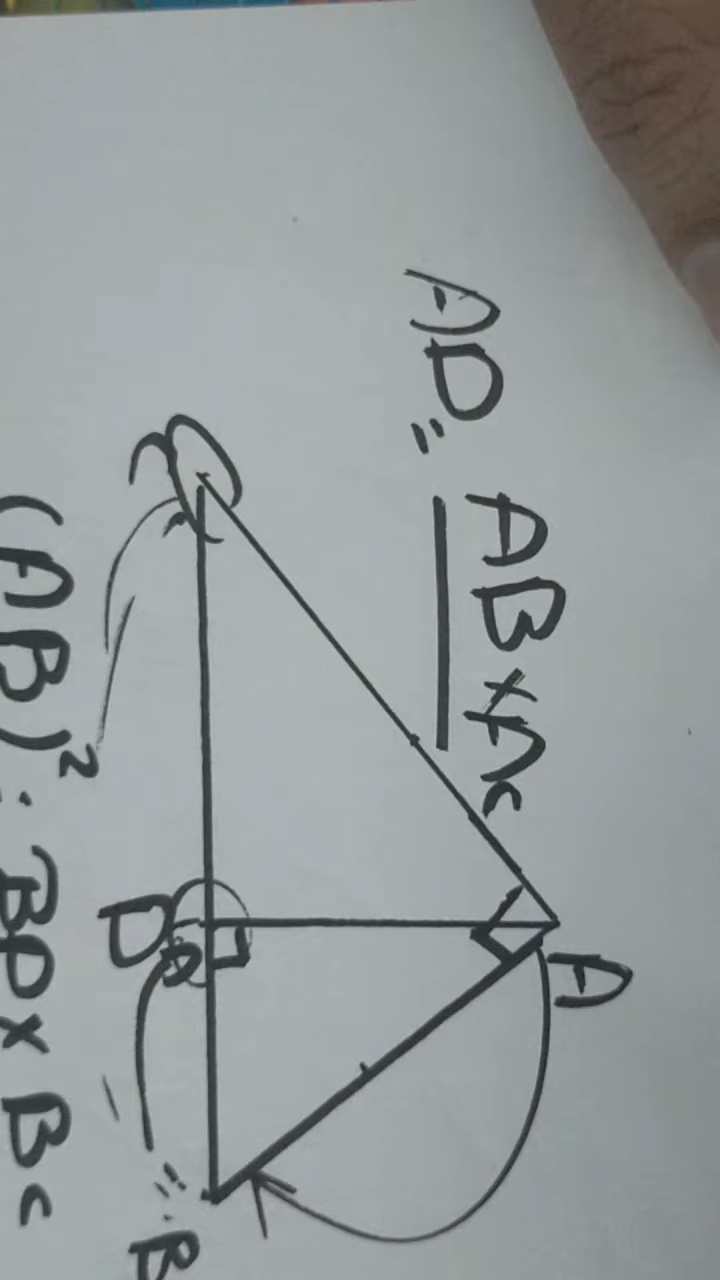 AD = AB×AC
A
C
D
B
(AB)² = BD × BC